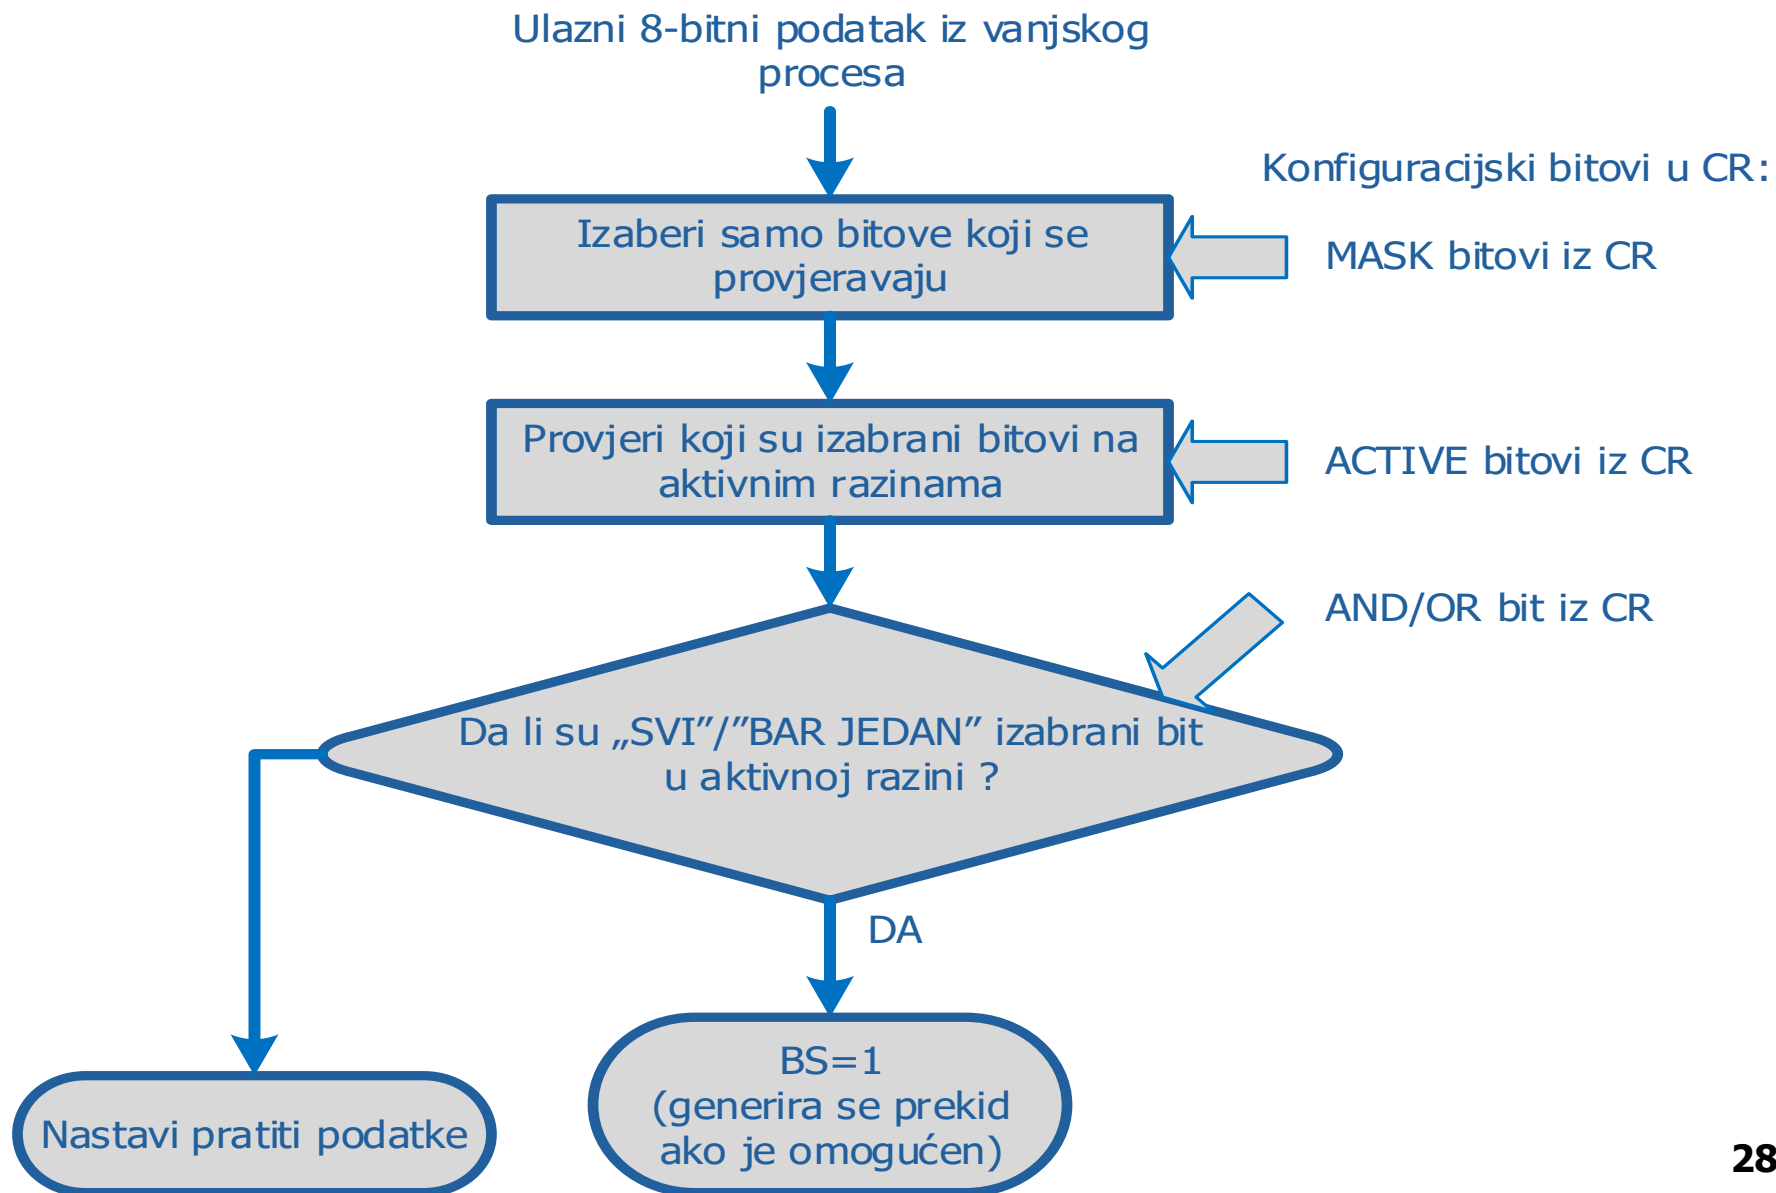 Ulazni 8-bitni podatak iz vanjskog
procesa
Konfiguracijski bitovi u CR:
Izaberi samo bitove koji se
provjeravaju
MASK bitovi iz CR
Provjeri koji su izabrani bitovi na
aktivnim razinama
ACTIVE bitovi iz CR
AND/OR bit iz CR
Da li su „SVI”/”BAR JEDAN” izabrani bit
u aktivnoj razini ?
DA
BS=1
(generira se prekid
ako je omogućen)
Nastavi pratiti podatke
28